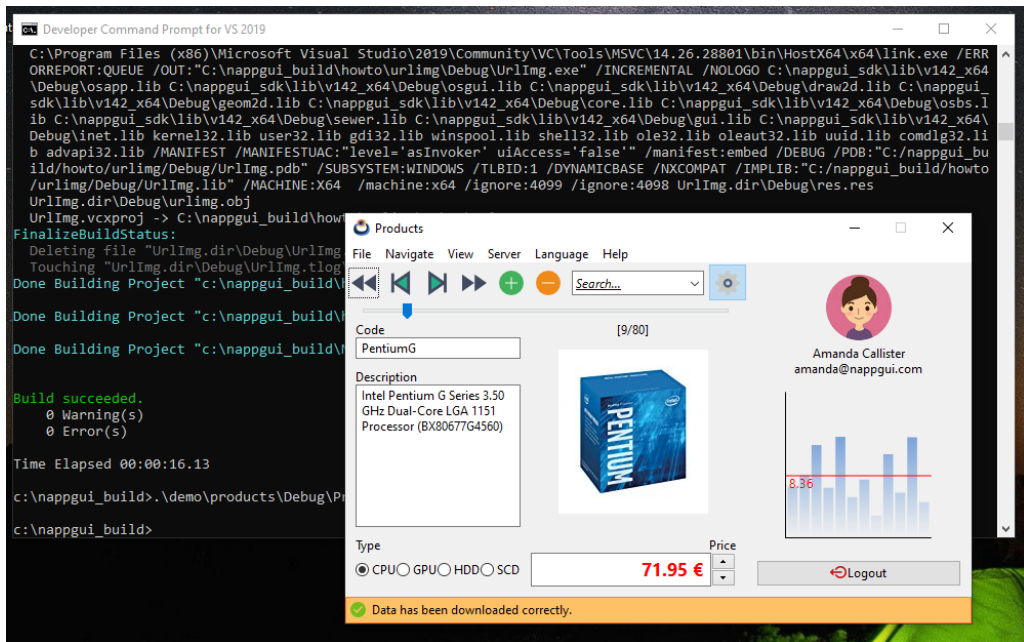 Developer Command Prompt for VS 2019
C:\Program Files (x86)\Microsoft Visual Studio\2019\Community\VC\Tools\MSVC\14.26.28801\bin\HostX64\x64\link.exe /ERR
ORREPORT:QUEUE /OUT:"C:\nappgui_build\howto\urlimg\Debug\UrlImg.exe" /INCREMENTAL /NOLOGO C:\nappgui_sdk\lib\v142_x64
\Debug\osapp.lib C:\nappgui_sdk\lib\v142_x64\Debug\osgui.lib C:\nappgui_sdk\lib\v142_x64\Debug\draw2d.lib C:\nappgui_
sdk\lib\v142_x64\Debug\geom2d.lib C:\nappgui_sdk\lib\v142_x64\Debug\core.lib C:\nappgui_sdk\lib\v142_x64\Debug\osbs.l
ib C:\nappgui_sdk\lib\v142_x64\Debug\sewer.lib C:\nappgui_sdk\lib\v142_x64\Debug\gui.lib C:\nappgui_sdk\lib\v142_x64\
Debug\inet.lib kernel32.lib user32.lib gdi32.lib winspool.lib shell32.lib ole32.lib oleaut32.lib uuid.lib comdlg32.li
b advapi32.lib /MANIFEST /MANIFESTUAC:"level='asInvoker' uiAccess='false'" /manifest:embed /DEBUG /PDB:"C:/nappgui_bu
ild/howto/urlimg/Debug/UrlImg.pdb" /SUBSYSTEM:WINDOWS /TLBID:1 /DYNAMICBASE /NXCOMPAT /IMPLIB:"C:/nappgui_build/howto
/urlimg/Debug/UrlImg.lib" /MACHINE:X64  /machine:x64 /ignore:4099 /ignore:4098 UrlImg.dir\Debug\res.res
UrlImg.dir\Debug\urlimg.obj
UrlImg.vcxproj -> C:\nappgui_build\howt
FinalizeBuildStatus:
Deleting file "UrlImg.dir\Debug\UrlImg
Touching "UrlImg.dir\Debug\UrlImg.tlog
Done Building Project "c:\nappgui_build\h
Done Building Project "c:\nappgui_build\h
Done Building Project "c:\nappgui_build\
Build succeeded.
0 Warning(s)
0 Error(s)
Time Elapsed 00:00:16.13
c:\nappgui_build>.\demo\products\Debug\Pr
c:\nappgui_build>
Products
File Navigate View Server Language Help
Search...
Code
[9/80]
PentiumG
Description
Intel Pentium G Series 3.50
GHz Dual-Core LGA 1151
Processor (BX80677G4560)
PENTIUM
Amanda Callister
amanda@nappgui.com
8.36
Type
Price
CPU GPU HDD SCD
71.95 €
Logout
Data has been downloaded correctly.